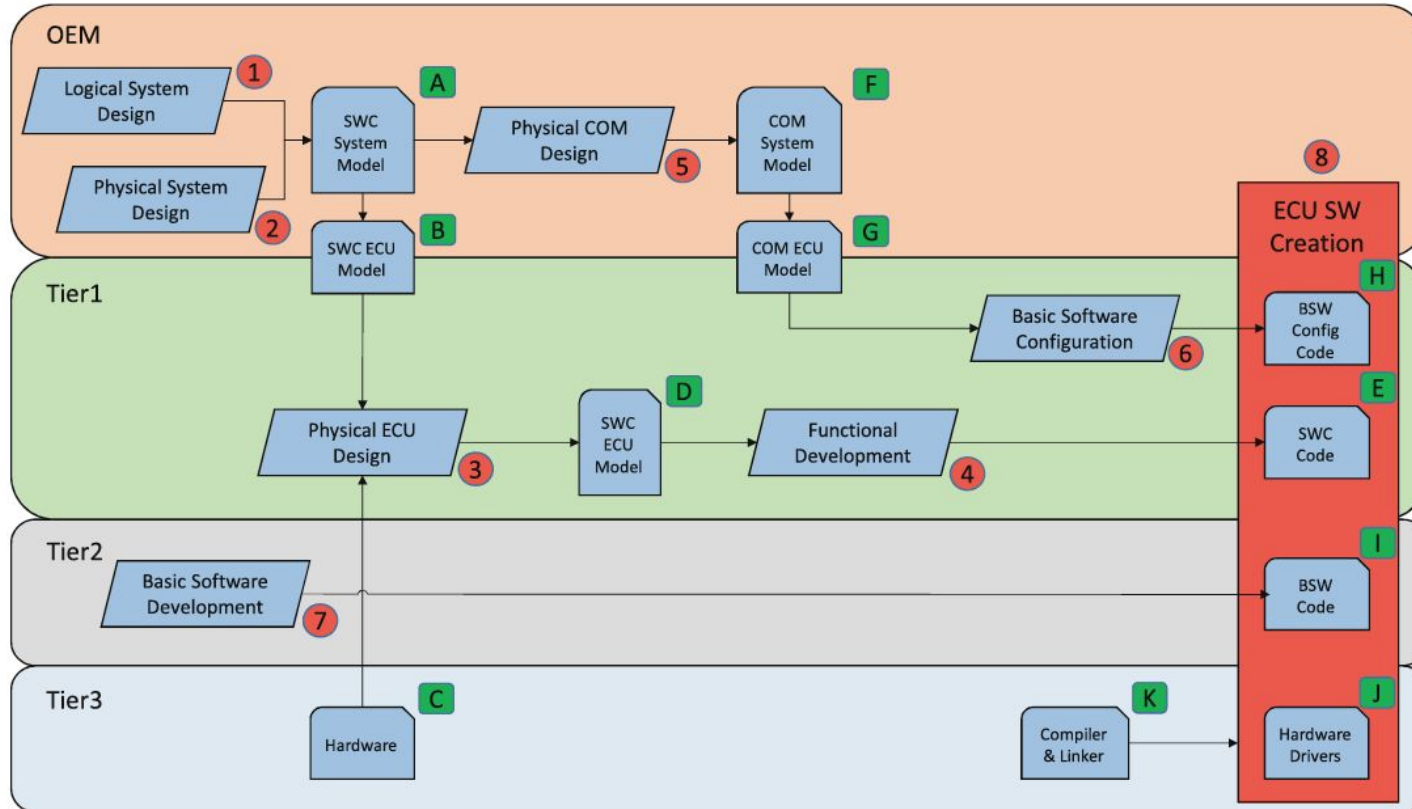 OEM
1
Logical System
Design
Physical System
Design
2
A
SWC
System
Model
Physical COM
Design
5
F
COM
System
Model
B
SWC ECU
Model
G
COM ECU
Model
8
ECU SW
Creation
Tier1
Basic Software
Configuration
6
H
BSW
Config
Code
Physical ECU
Design
3
D
SWC
ECU
Model
Functional
Development
4
E
SWC
Code
Tier2
Basic Software
Development
7
I
BSW
Code
Tier3
C
Hardware
K
Compiler
& Linker
J
Hardware
Drivers